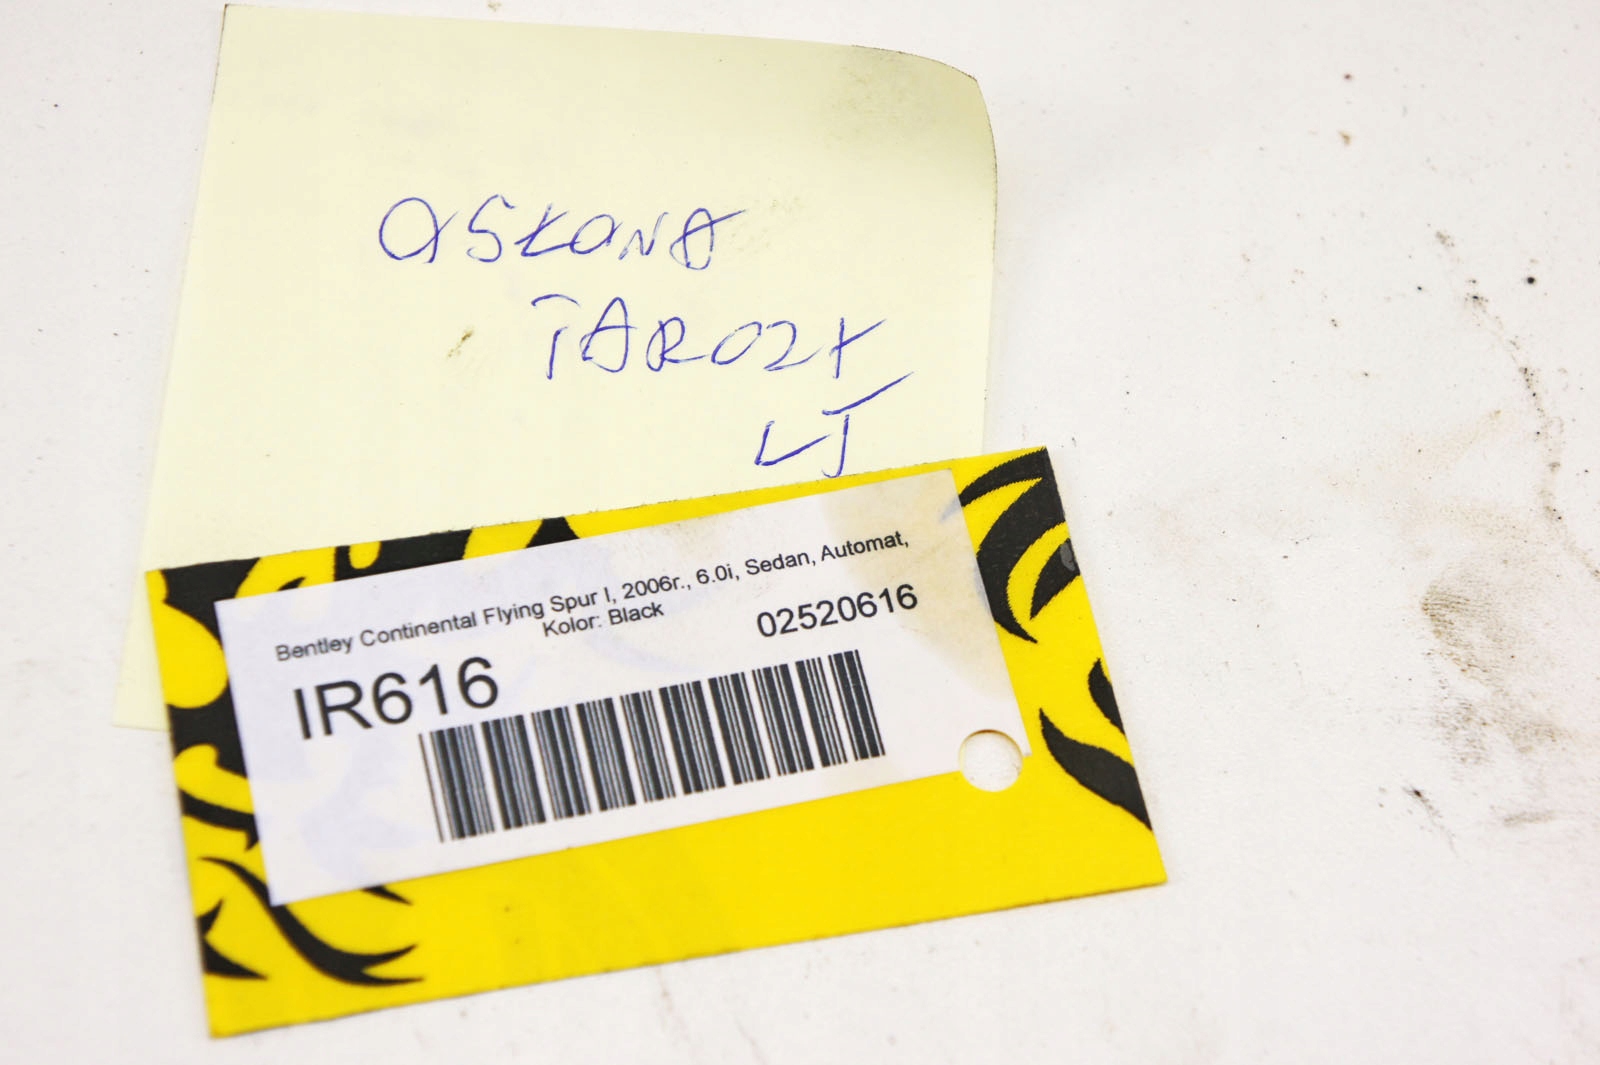 OSŁONA
TARCZY
LT
Bentley Continental Flying Spur I, 2006r., 6.0i, Sedan, Automat,
Kolor: Black
02520616
IR616